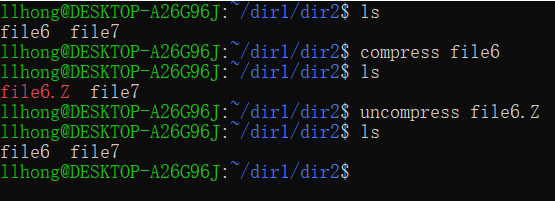 llhong@DESKTOP-A26G96J:~/dir1/dir2$ ls
file6  file7
llhong@DESKTOP-A26G96J:~/dir1/dir2$ compress file6
llhong@DESKTOP-A26G96J:~/dir1/dir2$ ls
file6.Z  file7
llhong@DESKTOP-A26G96J:~/dir1/dir2$ uncompress file6.Z
llhong@DESKTOP-A26G96J:~/dir1/dir2$ ls
file6  file7
llhong@DESKTOP-A26G96J:~/dir1/dir2$